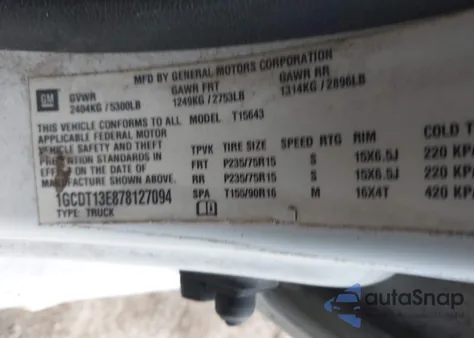 MFD BY GENERAL MOTORS CORPORATION
GM GVWR GAWR FRT GAWR RR
2404KG / 5300LB 1249KG / 2753LB 1314KG / 2896LB
THIS VEHICLE CONFORMS TO ALL MODEL T15643
APPLICABLE FEDERAL MOTOR
VEHICLE SAFETY AND THEFT TPVK TIRE SIZE SPEED RTG RIM COLD T
PREVENTION STANDARDS IN FRT P235/75R15 S 15X6.5J 220 KPA
EFFECT ON THE DATE OF RR P235/75R15 S 15X6.5J 220 KPA
1GCDT13E878127094 SPA T155/90R16 M 16X4T 420 KPA
TYPE: TRUCK
autoSnap